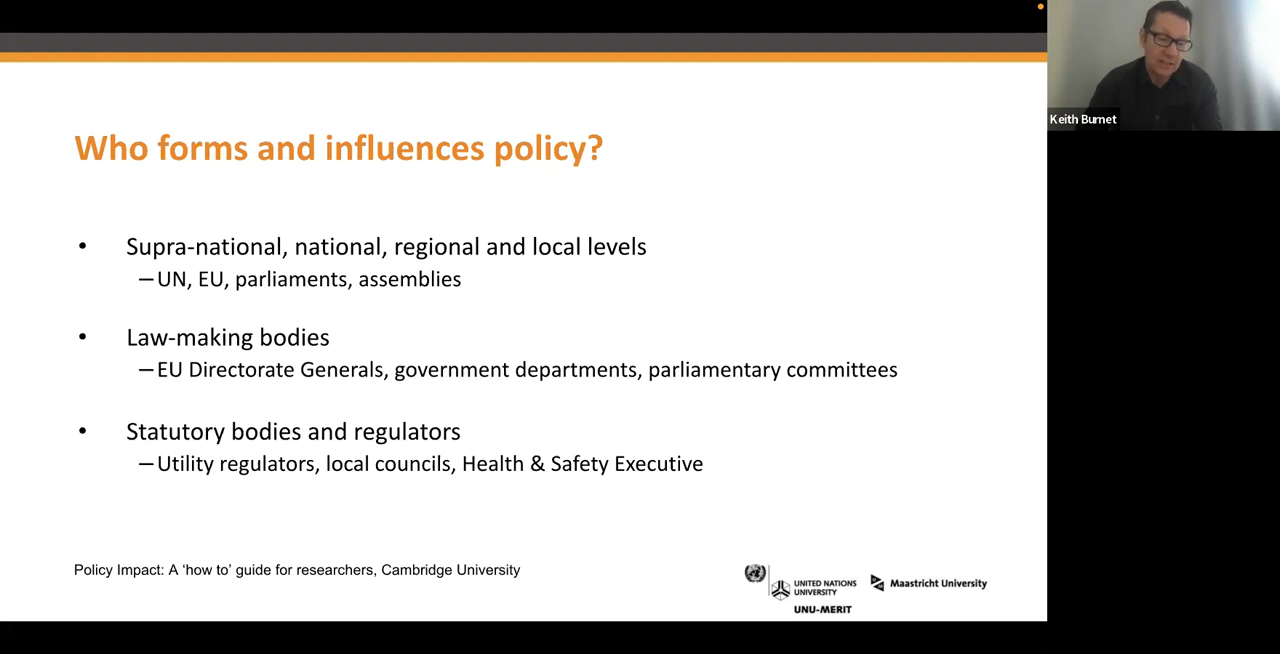 Keith Burnet
Who forms and influences policy?
• Supra-national, national, regional and local levels
–UN, EU, parliaments, assemblies
• Law-making bodies
–EU Directorate Generals, government departments, parliamentary committees
• Statutory bodies and regulators
–Utility regulators, local councils, Health & Safety Executive
Policy Impact: A ‘how to’ guide for researchers, Cambridge University
UNITED NATIONS
UNIVERSITY
UNU-MERIT
Maastricht University